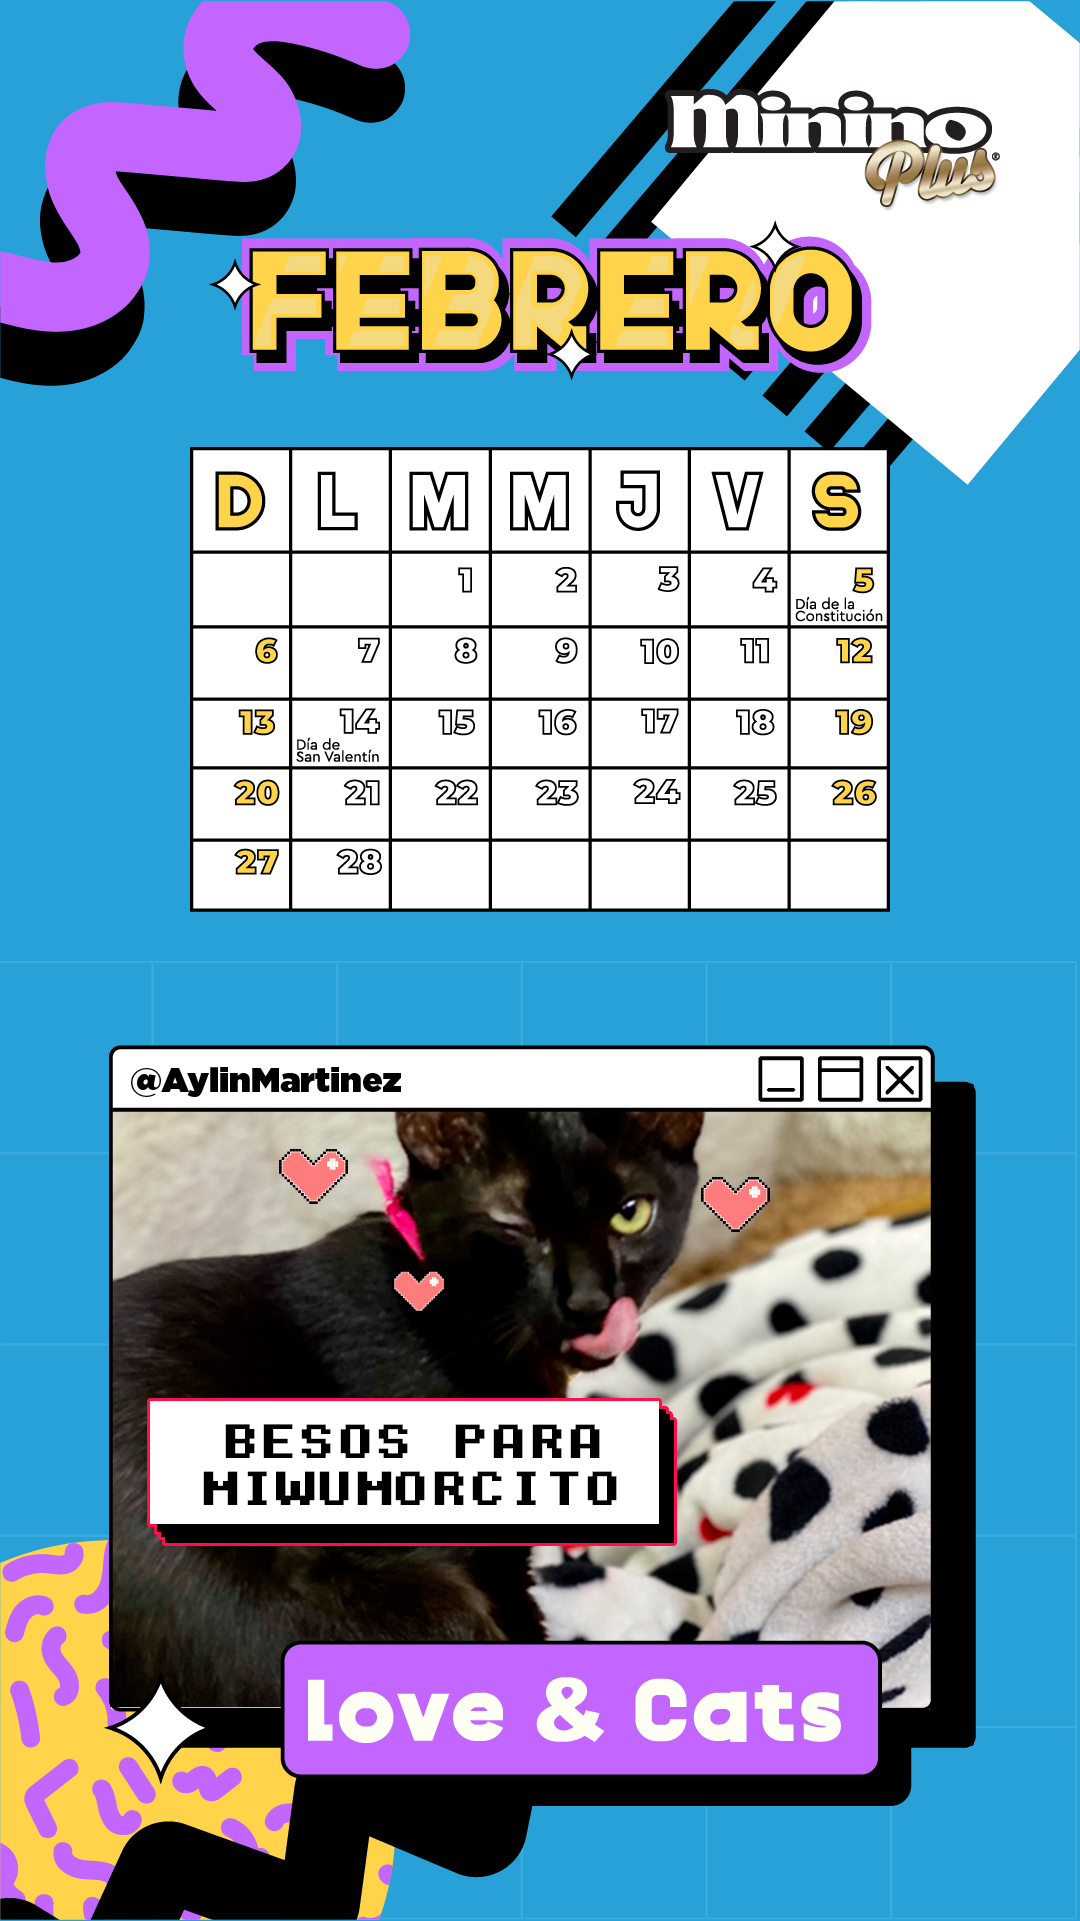 Minino
Plus®
FEBRERO
D L M M J V S
1 2 3 4 5
Día de la
Constitución
6 7 8 9 10 11 12
13 14 15 16 17 18 19
Día de
San Valentín
20 21 22 23 24 25 26
27 28
@AylinMartinez
BESOS PARA
MIWUMORCITO
love & Cats